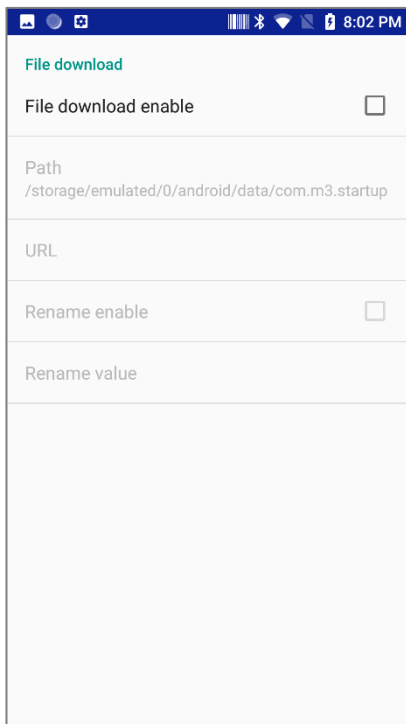 8:02 PM
File download
File download enable
Path
/storage/emulated/0/android/data/com.m3.startup
URL
Rename enable
Rename value